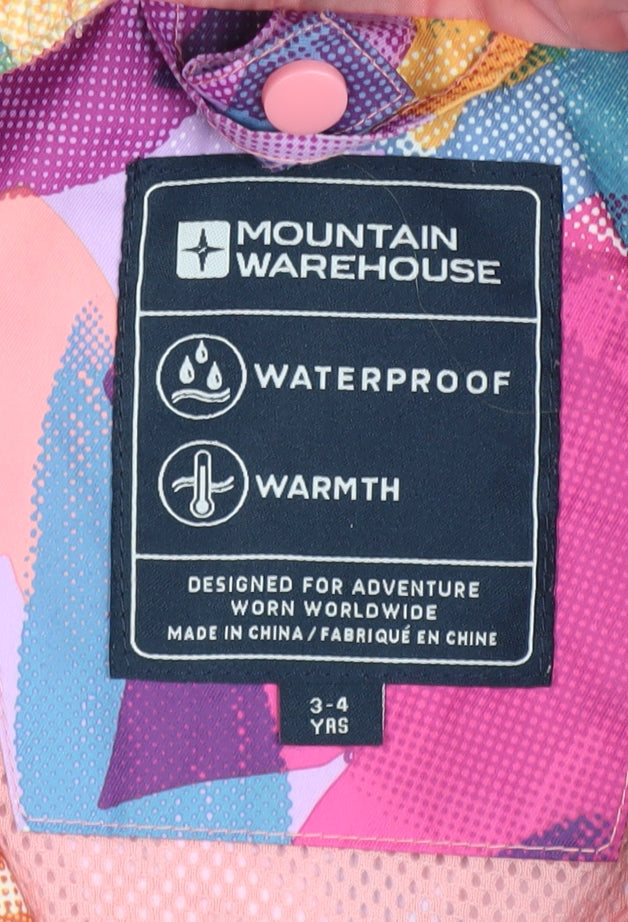 MOUNTAIN
WAREHOUSE
WATERPROOF
WARMTH
DESIGNED FOR ADVENTURE
WORN WORLDWIDE
MADE IN CHINA / FABRIQUÉ EN CHINE
3-4
YRS